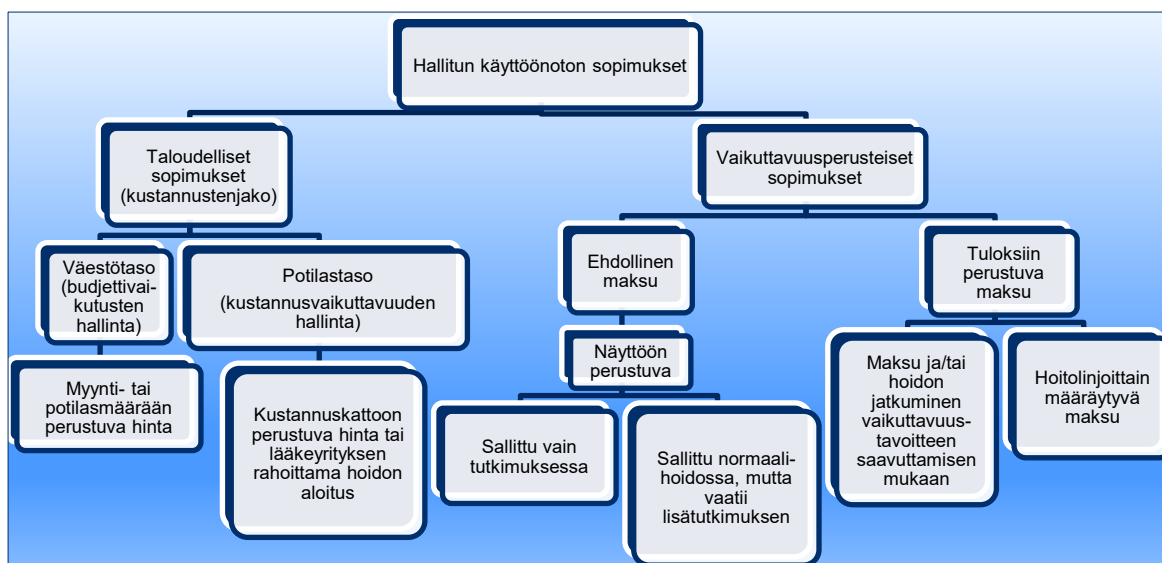 Hallitun käyttöönoton sopimukset
Taloudelliset
sopimukset
(kustannustenjako)
Vaikuttavuusperusteiset
sopimukset
Väestötaso
(budjettivai-
kutusten
hallinta)
Potilastaso
(kustannusvaikuttavuuden
hallinta)
Ehdollinen
maksu
Tuloksiin
perustuva
maksu
Myynti- tai
potilasmäärään
perustuva hinta
Kustannuskattoon
perustuva hinta tai
lääkeyrityksen
rahoittama hoidon
aloitus
Näyttöön
perustuva
Sallittu vain
tutkimuksessa
Sallittu normaali-
hoidossa, mutta
vaatii
lisätutkimuksen
Maksu ja/tai
hoidon
jatkuminen
vaikuttavuus-
tavoitteen
saavuttamisen
mukaan
Hoitolinjoittain
määräytyvä
maksu